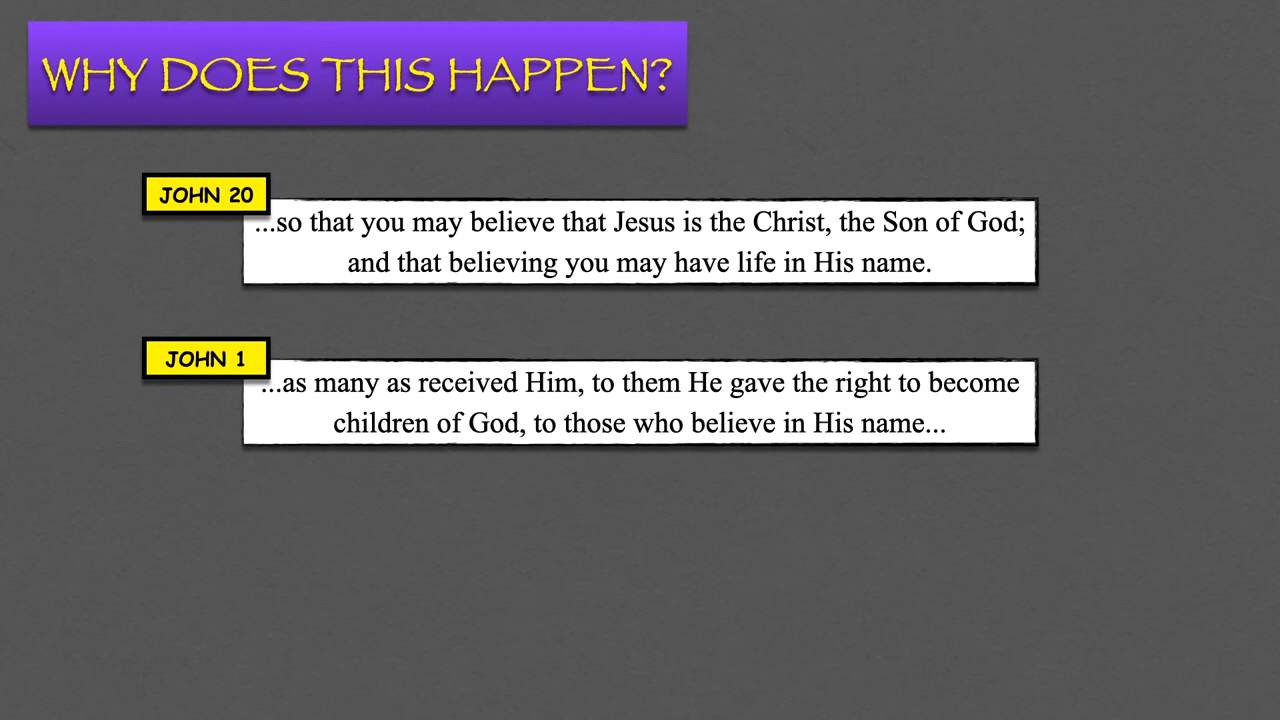 WHY DOES THIS HAPPEN?
JOHN 20
...so that you may believe that Jesus is the Christ, the Son of God;
and that believing you may have life in His name.
JOHN 1
...as many as received Him, to them He gave the right to become
children of God, to those who believe in His name...